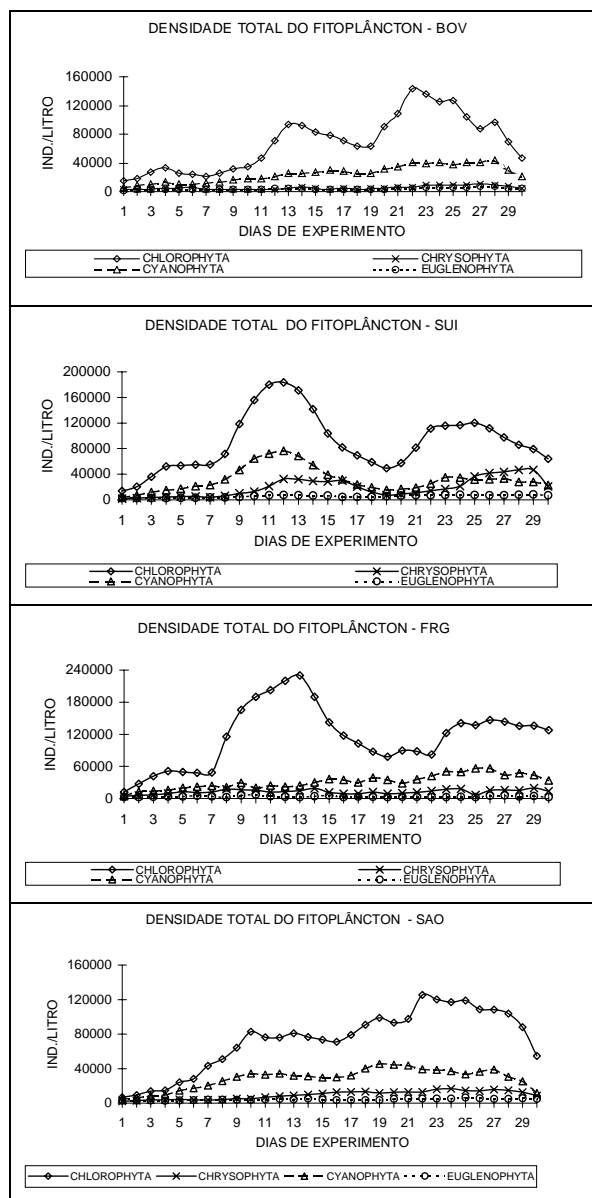 DENSIDADE TOTAL DO FITOPLÂNCTON - BOV
IND./LITRO
160000
120000
80000
40000
0
1 3 5 7 9 11 13 15 17 19 21 23 25 27 29
DIAS DE EXPERIMENTO
CHLOROPHYTA CHRYSOPHYTA
CYANOPHYTA EUGLENOPHYTA
DENSIDADE TOTAL DO FITOPLÂNCTON - SUI
IND./LITRO
200000
160000
120000
80000
40000
0
1 3 5 7 9 11 13 15 17 19 21 23 25 27 29
DIAS DE EXPERIMENTO
CHLOROPHYTA CHRYSOPHYTA
CYANOPHYTA EUGLENOPHYTA
DENSIDADE TOTAL DO FITOPLÂNCTON - FRG
IND./LITRO
240000
180000
120000
60000
0
1 3 5 7 9 11 13 15 17 19 21 23 25 27 29
DIAS DE EXPERIMENTO
CHLOROPHYTA CHRYSOPHYTA
CYANOPHYTA EUGLENOPHYTA
DENSIDADE TOTAL DO FITOPLÂNCTON - SAO
IND./LITRO
160000
120000
80000
40000
0
1 3 5 7 9 11 13 15 17 19 21 23 25 27 29
DIAS DE EXPERIMENTO
CHLOROPHYTA CHRYSOPHYTA CYANOPHYTA EUGLENOPHYTA